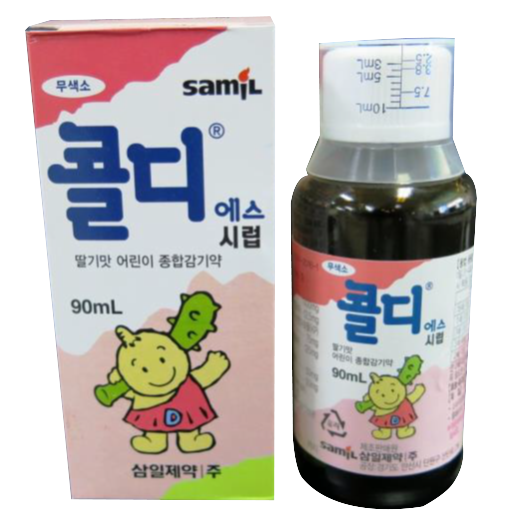 무색소
samiL
콜디®
에스
시럽
딸기맛 어린이 종합감기약
90mL
D
삼일제약|주
3mL
5mL
7.5
10mL
무색소
콜디®
에스
시럽
딸기맛
어린이 종합감기약
90mL
D
samiL 삼일제약|주